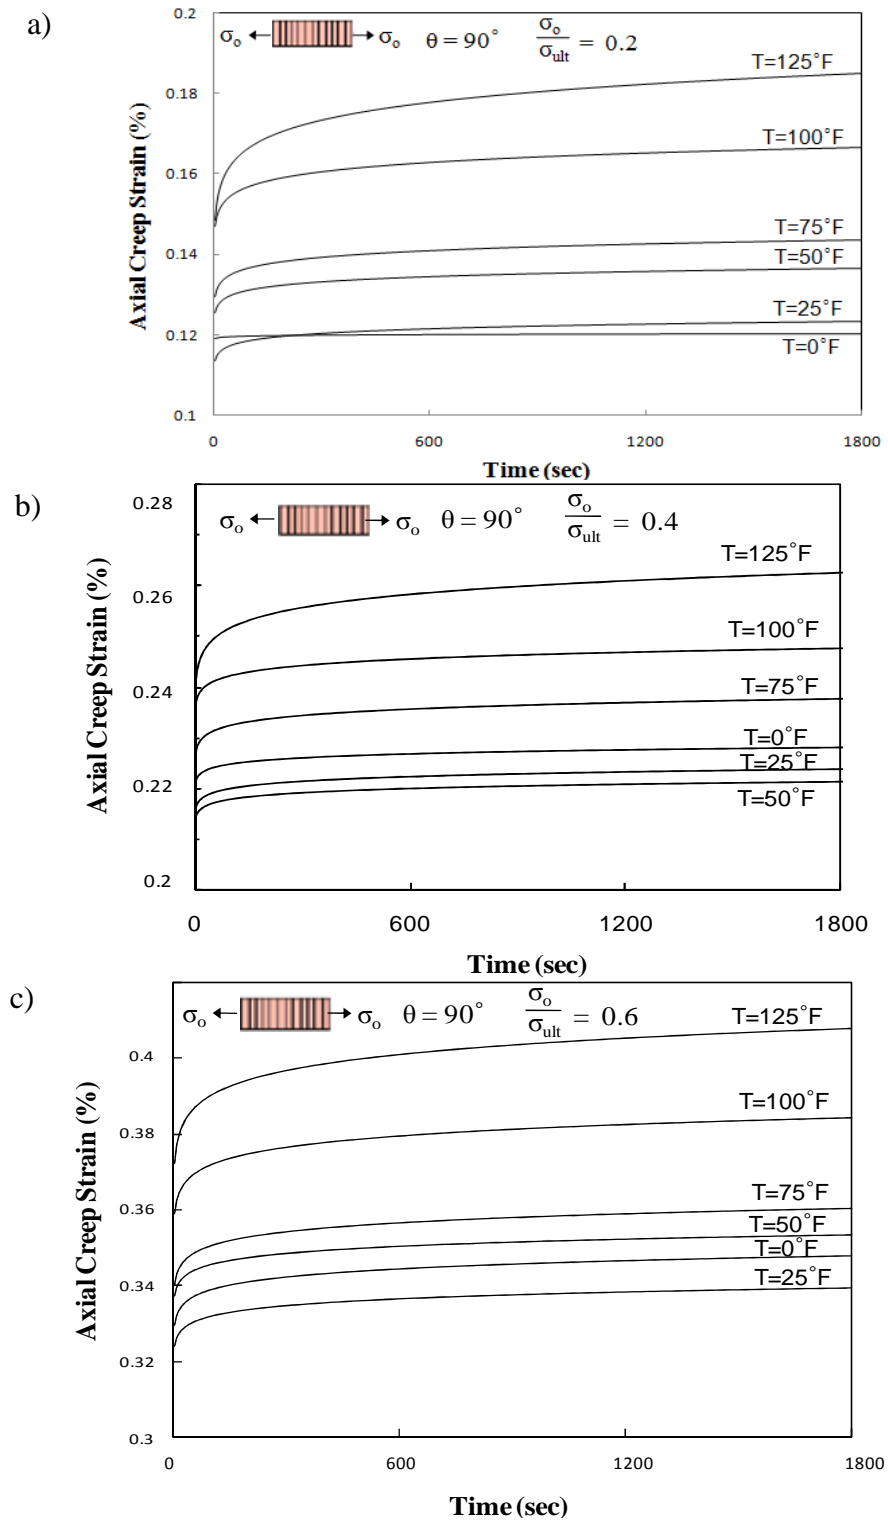 a)
σo σo θ = 90° σo/σult = 0.2
Axial Creep Strain (%)
0.2
0.18
0.16
0.14
0.12
0.1
T=125°F
T=100°F
T=75°F
T=50°F
T=25°F
T=0°F
0 600 1200 1800
Time (sec)
b)
σo σo θ = 90° σo/σult = 0.4
Axial Creep Strain (%)
0.28
0.26
0.24
0.22
0.2
T=125°F
T=100°F
T=75°F
T=0°F
T=25°F
T=50°F
0 600 1200 1800
Time (sec)
c)
σo σo θ = 90° σo/σult = 0.6
Axial Creep Strain (%)
0.4
0.38
0.36
0.34
0.32
0.3
T=125°F
T=100°F
T=75°F
T=50°F
T=0°F
T=25°F
0 600 1200 1800
Time (sec)